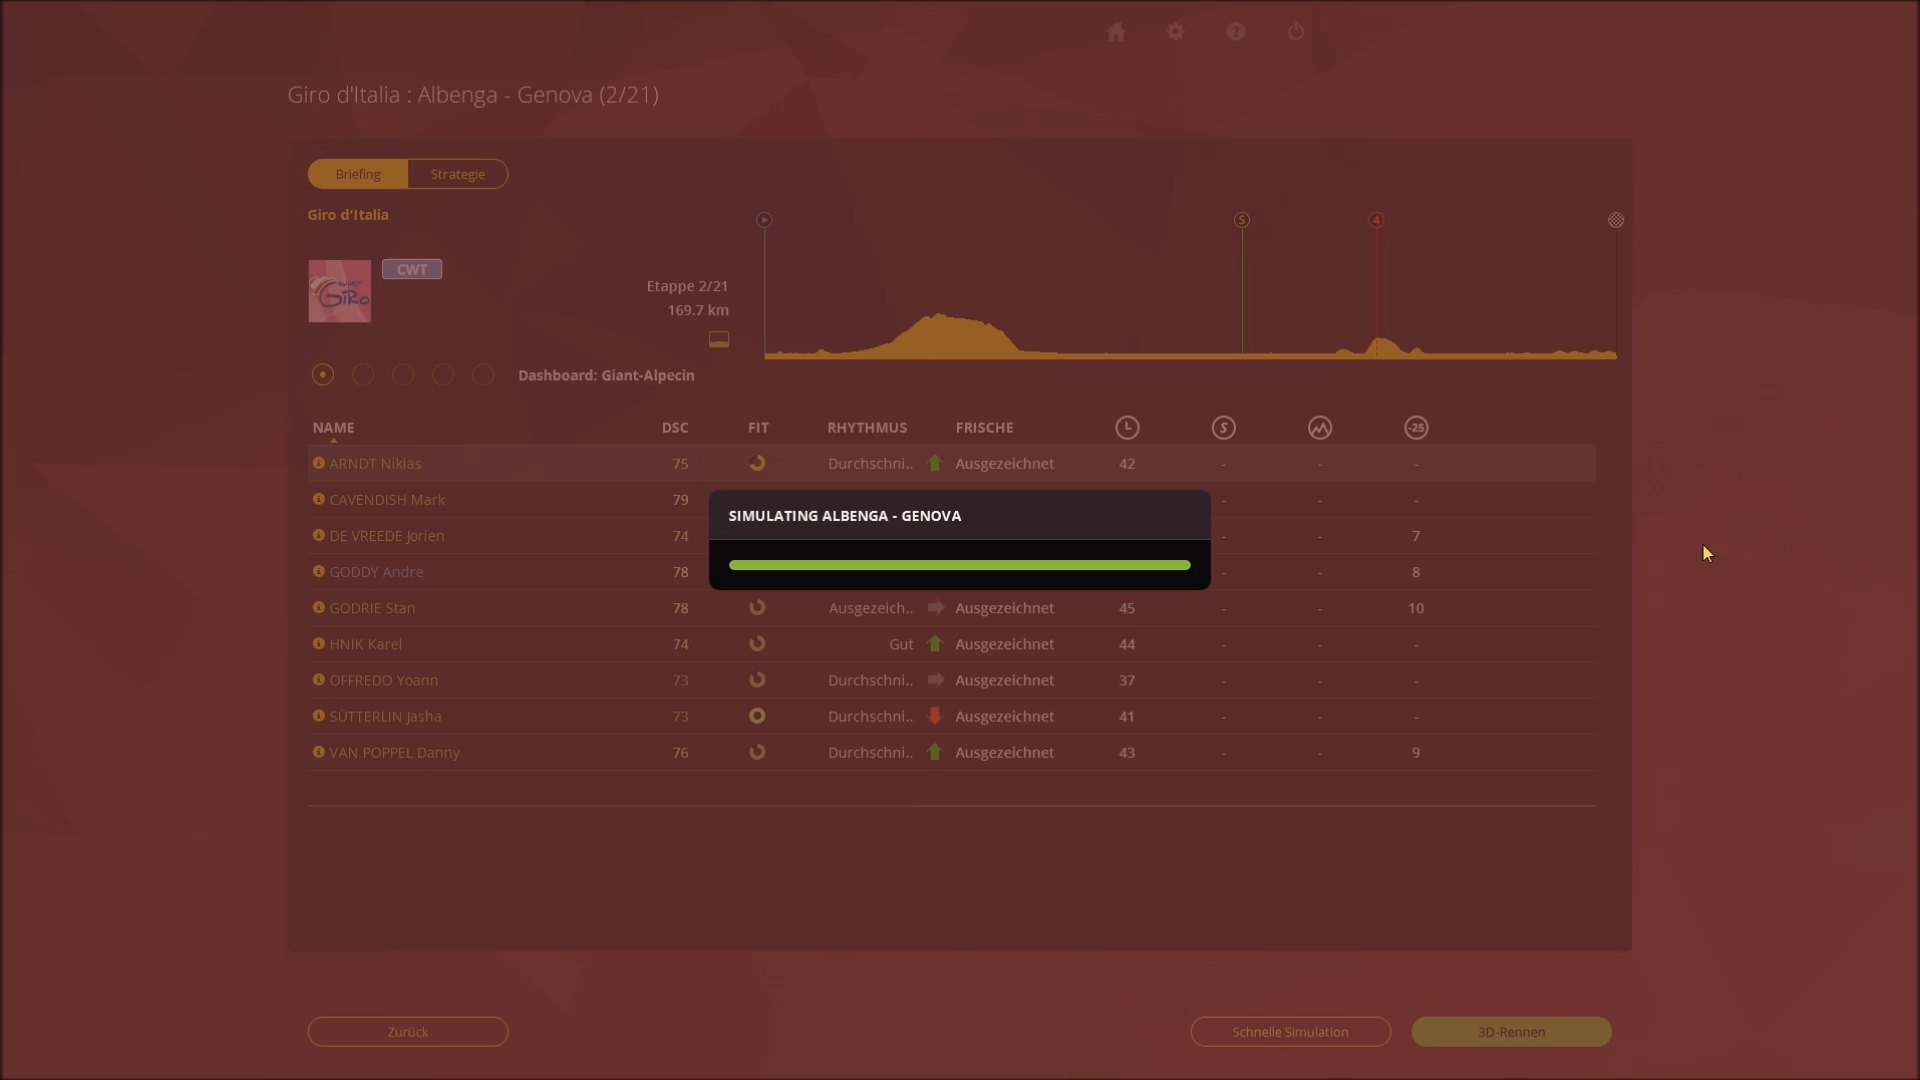 Giro d'Italia : Albenga - Genova (2/21)
Briefing Strategie
Giro d'Italia
S 4
CWT
GIRO
Etappe 2/21
169.7 km
Dashboard: Giant-Alpecin
NAME DSC FIT RHYTHMUS FRISCHE S -25
ARNDT Nikias 75 Durchschni.. Ausgezeichnet 42 - - -
CAVENDISH Mark 79 - - -
DE VREEDE Jorien 74 - - 7
GODDY Andre 78 - - 8
GODRIE Stan 78 Ausgezeich.. Ausgezeichnet 45 - - 10
HNIK Karel 74 Gut Ausgezeichnet 44 - - -
OFFREDO Yoann 73 Durchschni.. Ausgezeichnet 37 - - -
SÜTTERLIN Jasha 73 Durchschni.. Ausgezeichnet 41 - - -
VAN POPPEL Danny 76 Durchschni.. Ausgezeichnet 43 - - 9
SIMULATING ALBENGA - GENOVA
Zurück Schnelle Simulation 3D-Rennen